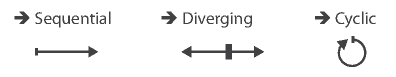 ➔ Sequential
➔ Diverging
➔ Cyclic